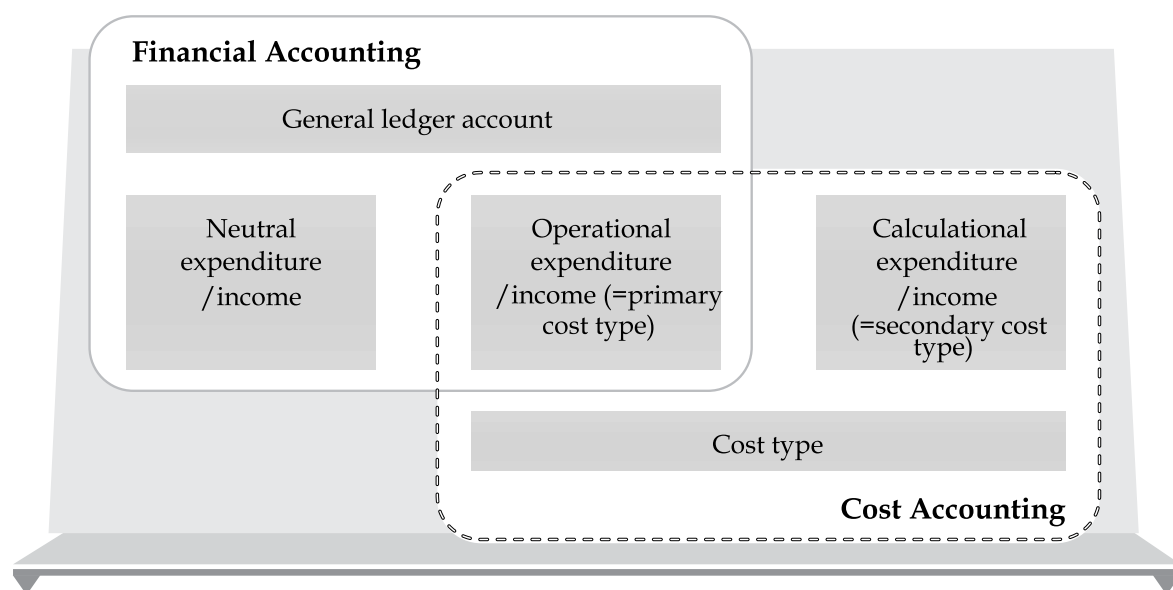 Financial Accounting
General ledger account
Neutral
expenditure
/income
Operational
expenditure
/income (=primary
cost type)
Calculational
expenditure
/income
(=secondary cost
type)
Cost type
Cost Accounting